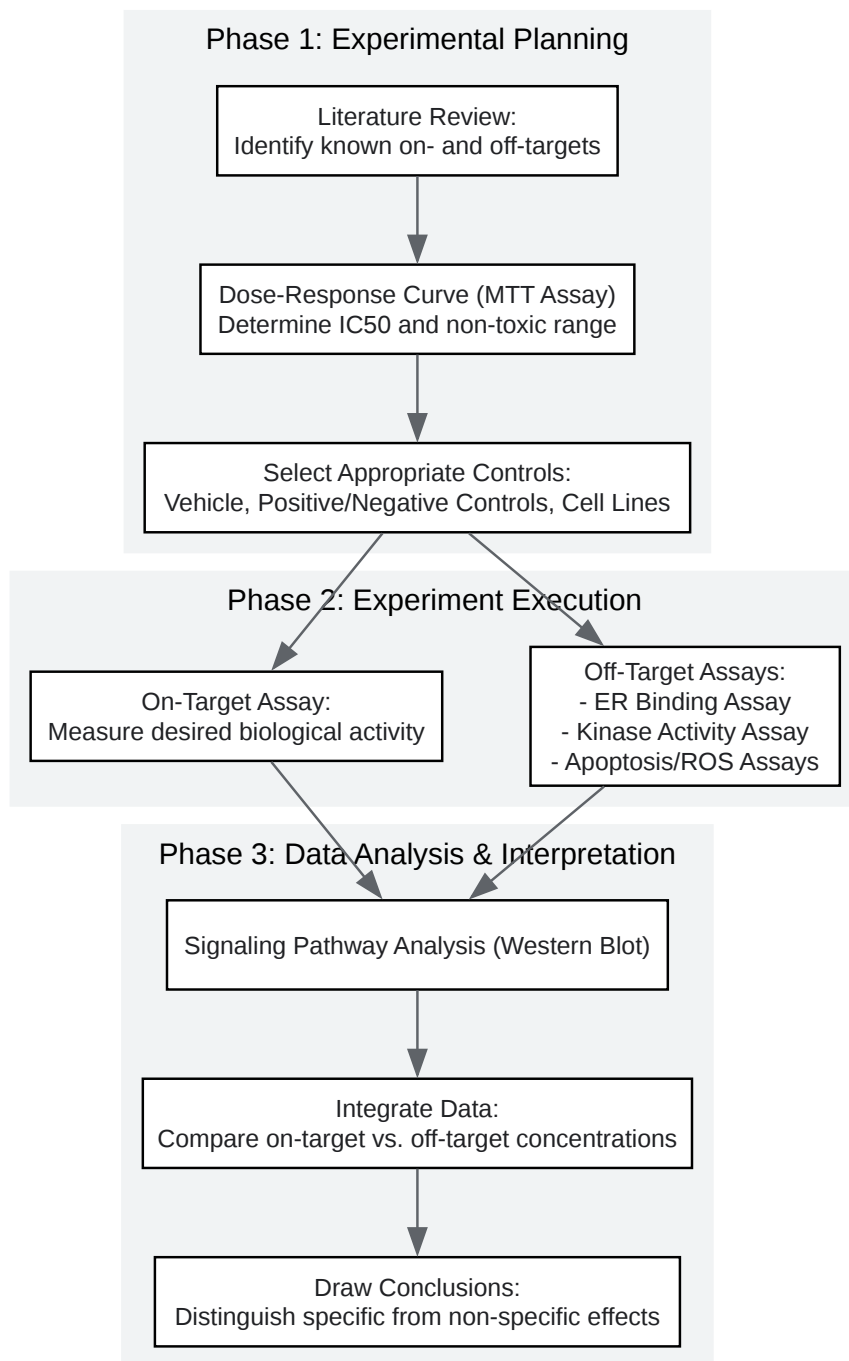 Phase 1: Experimental Planning
Literature Review:
Identify known on- and off-targets
Dose-Response Curve (MTT Assay)
Determine IC50 and non-toxic range
Select Appropriate Controls:
Vehicle, Positive/Negative Controls, Cell Lines
Phase 2: Experiment Execution
On-Target Assay:
Measure desired biological activity
Off-Target Assays:
- ER Binding Assay
- Kinase Activity Assay
- Apoptosis/ROS Assays
Phase 3: Data Analysis & Interpretation
Signaling Pathway Analysis (Western Blot)
Integrate Data:
Compare on-target vs. off-target concentrations
Draw Conclusions:
Distinguish specific from non-specific effects